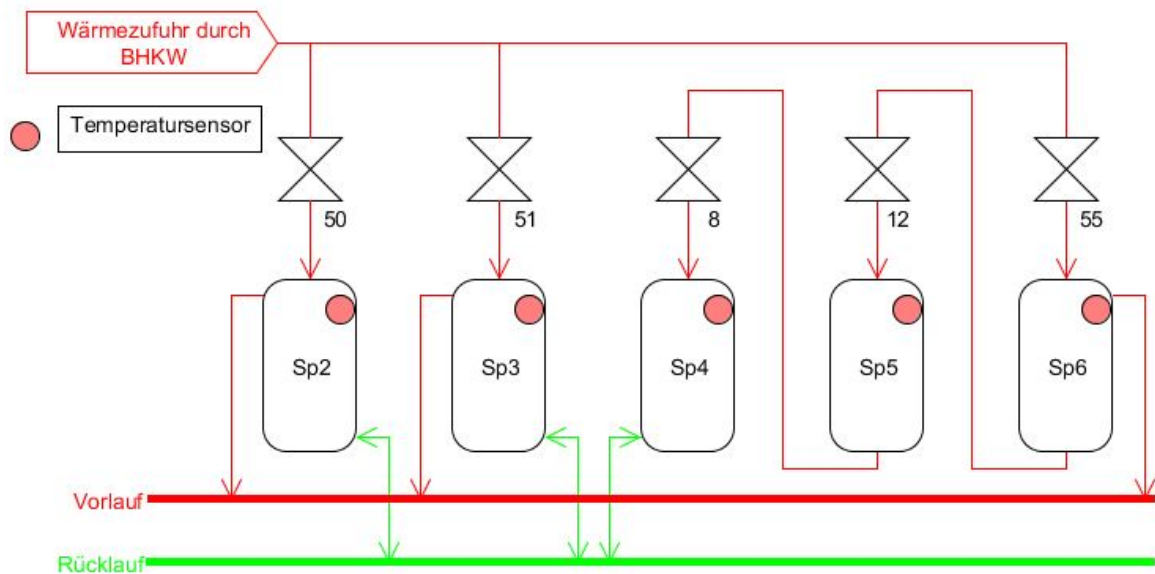 Wärmezufuhr durch
BHKW
Temperatursensor
50
51
8
12
55
Sp2
Sp3
Sp4
Sp5
Sp6
Vorlauf
Rücklauf